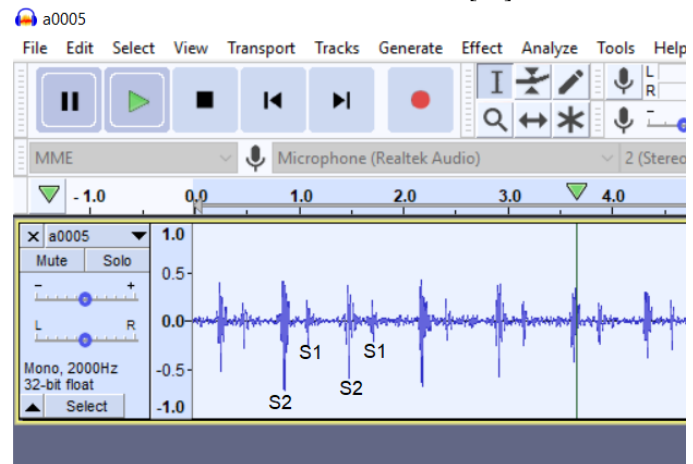 a0005
File Edit Select View Transport Tracks Generate Effect Analyze Tools Help
L
R
MME Microphone (Realtek Audio) 2 (Stereo
- 1.0 0.0 1.0 2.0 3.0 4.0
× a0005 1.0
Mute Solo
- +
0.5-
L R
0.0-
Mono, 2000Hz
32-bit float
-0.5-
Select
-1.0
S1 S1
S2
S2